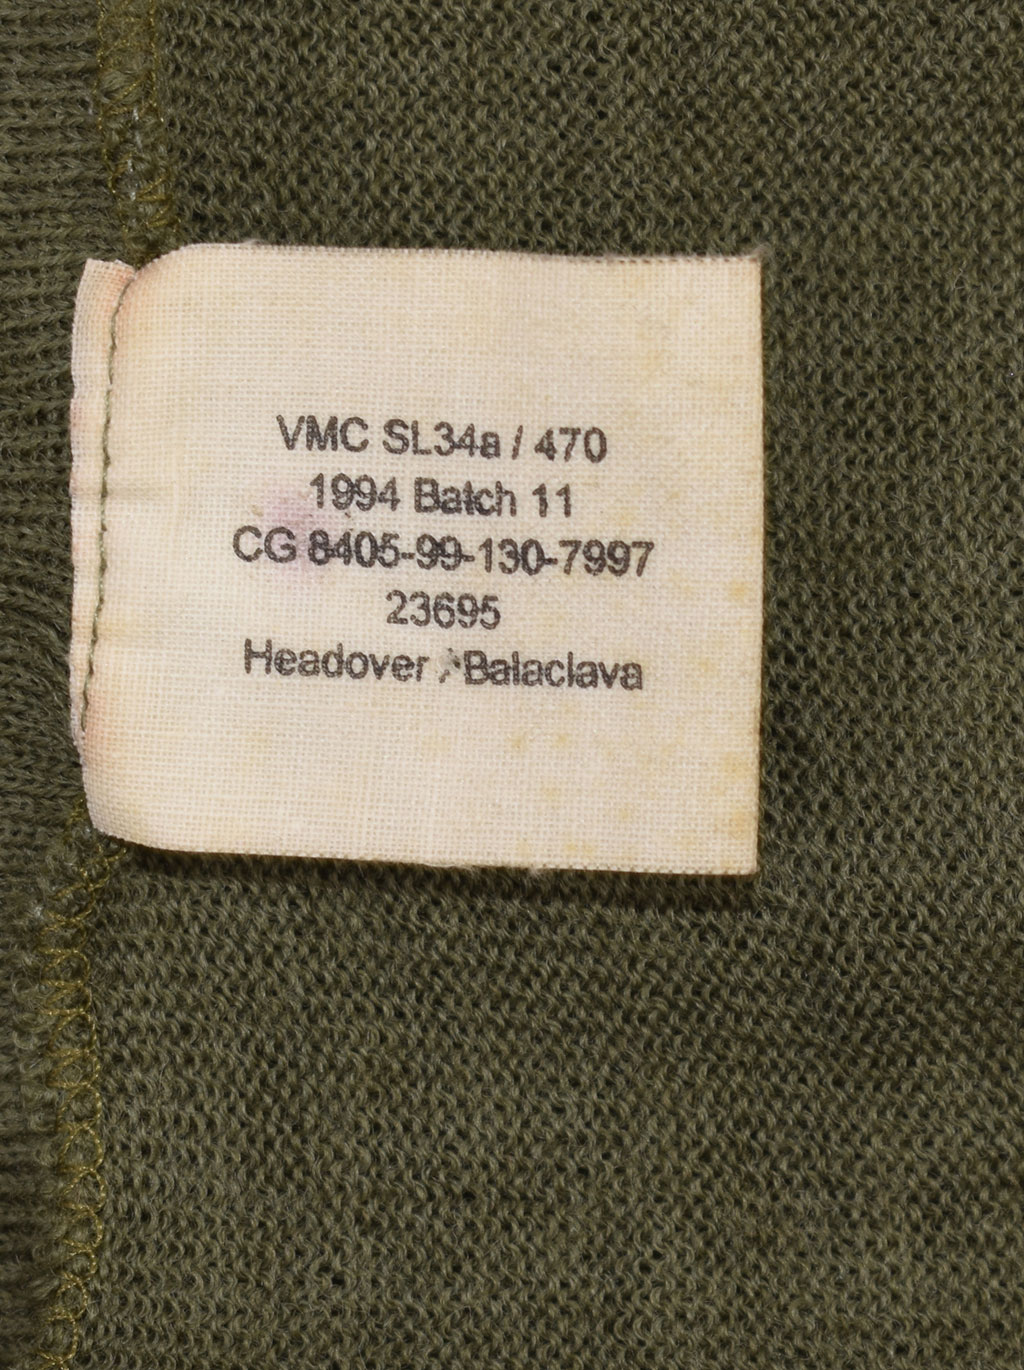 VMC SL34a / 470
1994 Batch 11
CG 8405-99-130-7997
23695
Headover / Balaclava